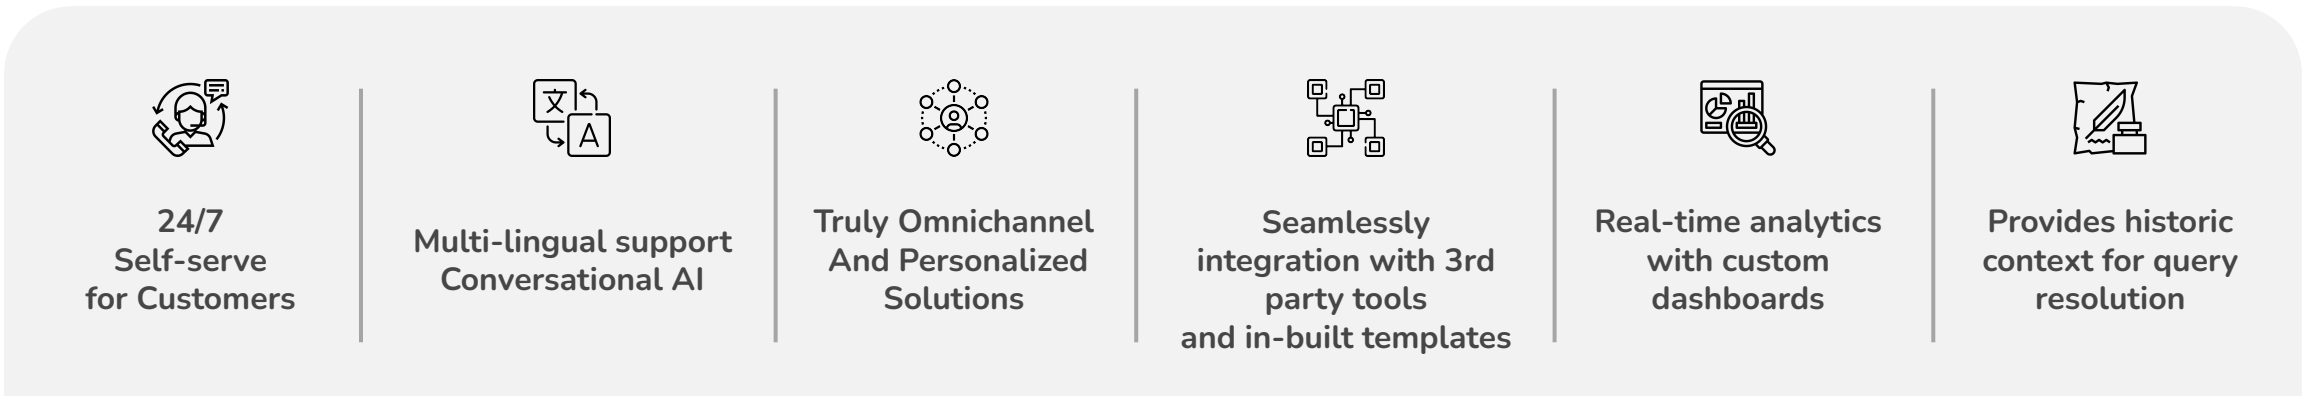 24/7
Self-serve
for Customers
文
A
Multi-lingual support
Conversational AI
Truly Omnichannel
And Personalized
Solutions
Seamlessly
integration with 3rd
party tools
and in-built templates
Real-time analytics
with custom
dashboards
Provides historic
context for query
resolution